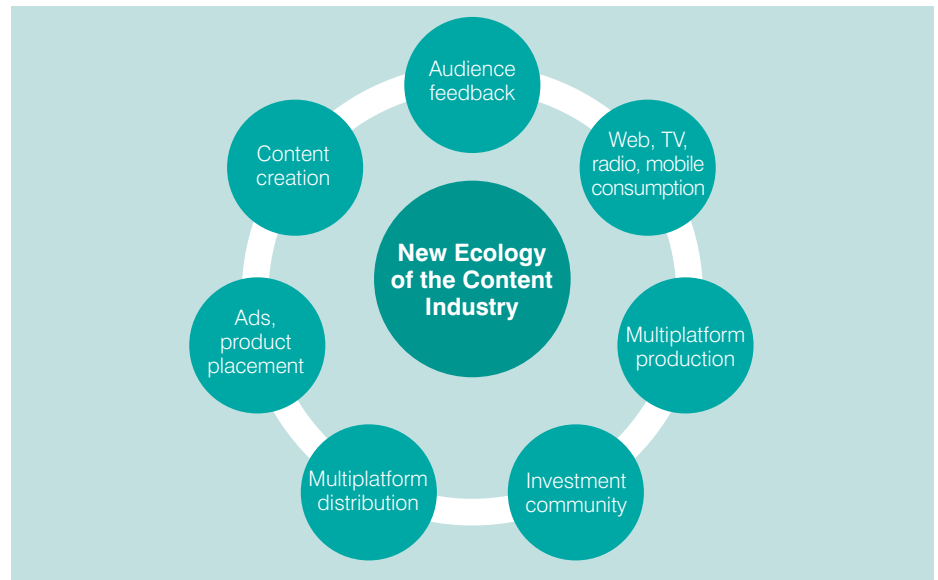 Audience
feedback
Web, TV,
radio, mobile
consumption
Multiplatform
production
Investment
community
Multiplatform
distribution
Ads,
product
placement
Content
creation
New Ecology
of the Content
Industry